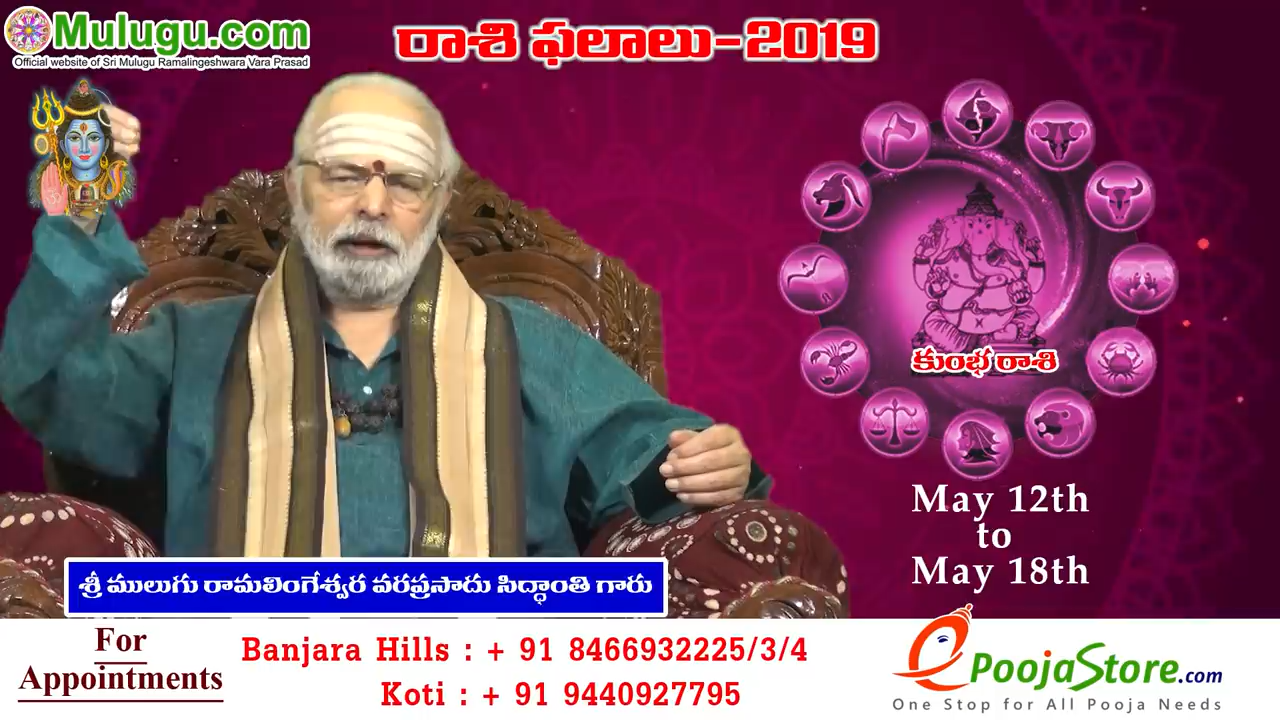 Mulugu.com
Official website of Sri Mulugu Ramalingeshwara Vara Prasad
రాశి ఫలాలు-2019
కుంభ రాశి
May 12th
to
May 18th
శ్రీ ములుగు రామలింగేశ్వర వరప్రసాదు సిద్ధాంతి గారు
For
Appointments
Banjara Hills : + 91 8466932225/3/4
Koti : + 91 9440927795
ePoojaStore.com
One Stop for All Pooja Needs